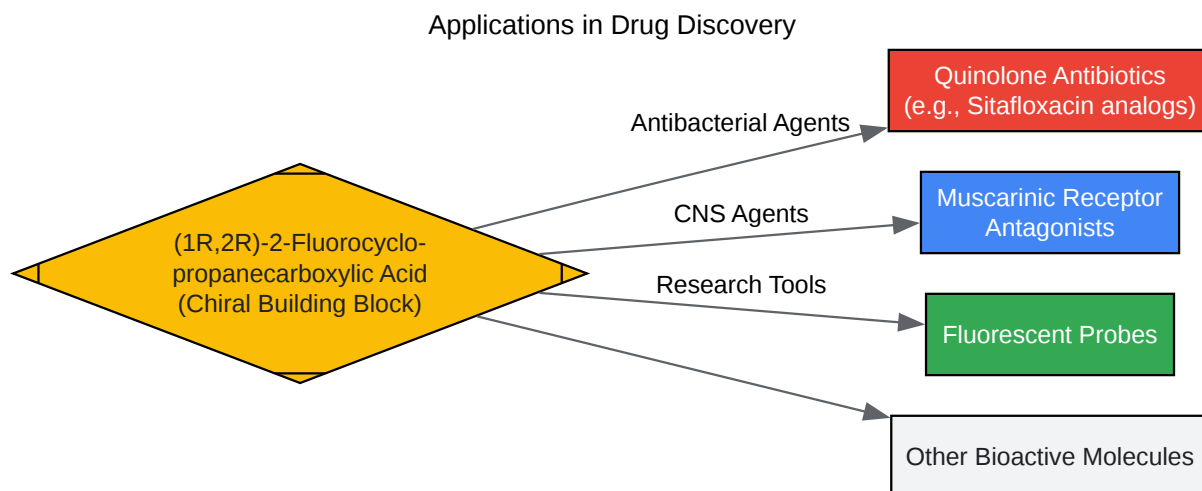 Applications in Drug Discovery
(1R,2R)-2-Fluorocyclo-
propanecarboxylic Acid
(Chiral Building Block)
Antibacterial Agents
Quinolone Antibiotics
(e.g., Sitafloxacin analogs)
CNS Agents
Muscarinic Receptor
Antagonists
Research Tools
Fluorescent Probes
Other Bioactive Molecules